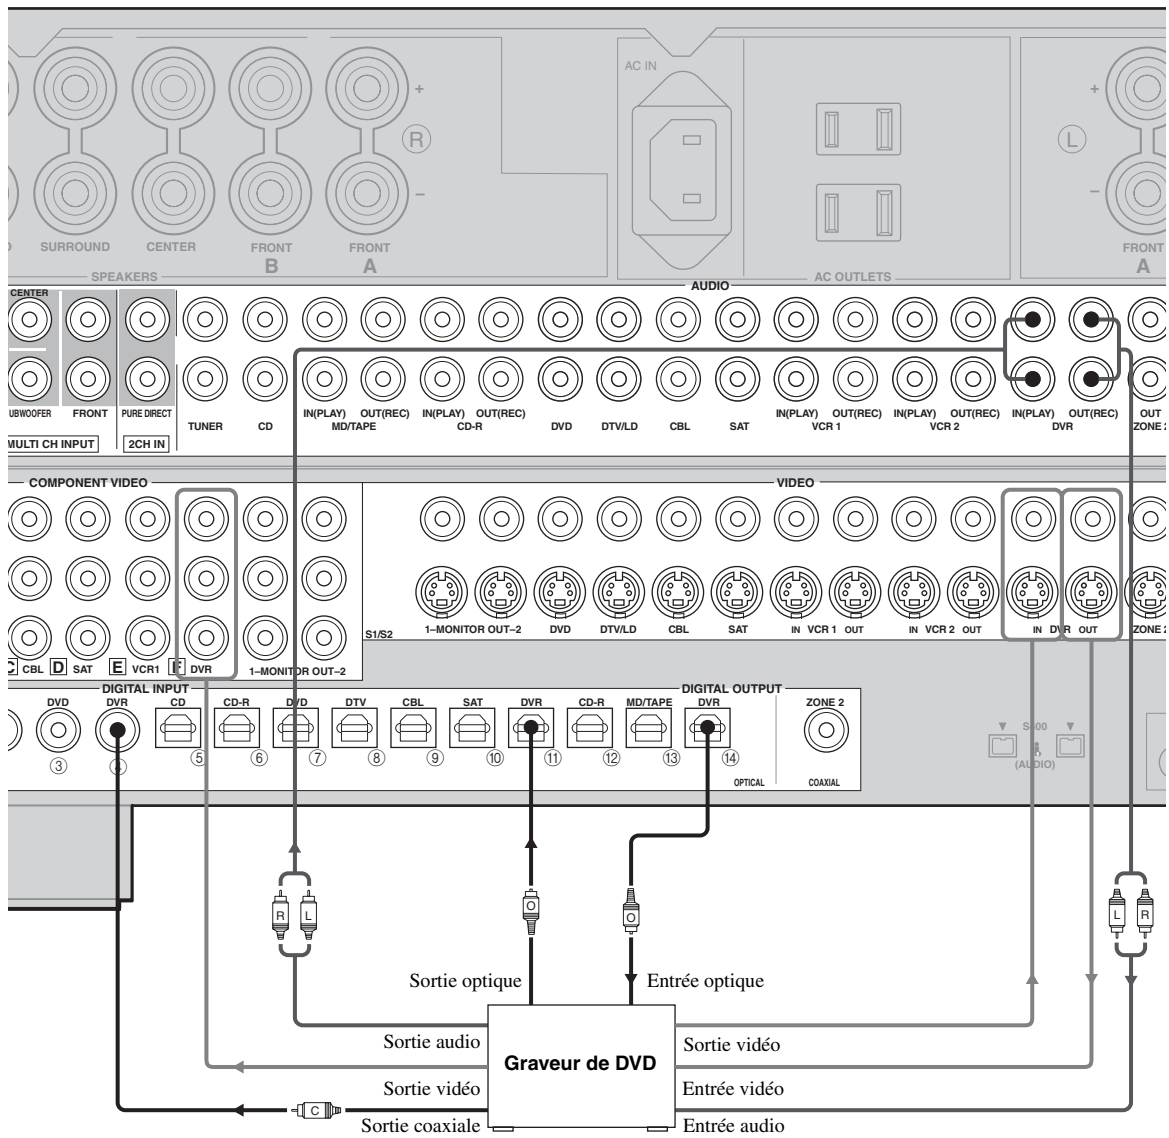 AC IN
+ R + L
– –
SURROUND CENTER FRONT B FRONT A FRONT A
SPEAKERS AC OUTLETS
AUDIO
CENTER
UBWOOFER FRONT PURE DIRECT TUNER CD IN(PLAY) OUT(REC) IN(PLAY) OUT(REC) DVD DTV/LD CBL SAT IN(PLAY) OUT(REC) IN(PLAY) OUT(REC) IN(PLAY) OUT(REC) OUT
MD/TAPE CD-R VCR 1 VCR 2 DVR ZONE 2
MULTI CH INPUT 2CH IN
COMPONENT VIDEO VIDEO
S1/S2 1–MONITOR OUT–2 DVD DTV/LD CBL SAT IN VCR 1 OUT IN VCR 2 OUT IN DVR OUT ZONE 2
C CBL D SAT E VCR1 F DVR 1–MONITOR OUT–2
DIGITAL INPUT DIGITAL OUTPUT
DVD DVR CD CD-R DVD DTV CBL SAT DVR CD-R MD/TAPE DVR ZONE 2
③ ④ ⑤ ⑥ ⑦ ⑧ ⑨ ⑩ ⑪ ⑫ ⑬ ⑭
OPTICAL COAXIAL
▼ S400 ▼
(AUDIO)
R L O O L R
Sortie optique Entrée optique
Sortie audio Graveur de DVD Sortie vidéo
Sortie vidéo Entrée vidéo
C
Sortie coaxiale Entrée audio